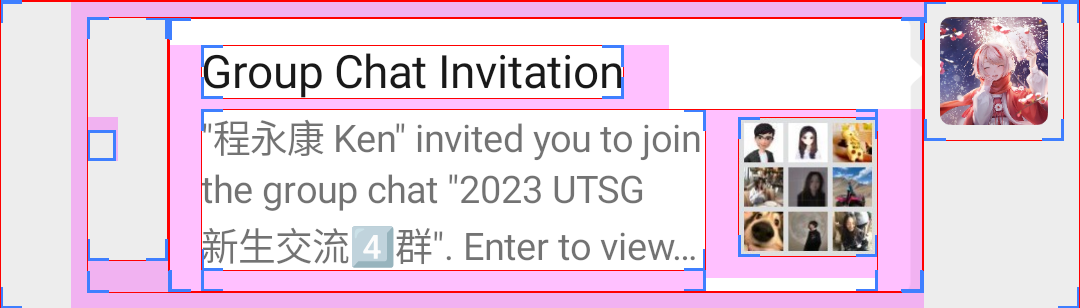 Group Chat Invitation
"程永康 Ken" invited you to join
the group chat "2023 UTSG
新生交流4️⃣群". Enter to view…